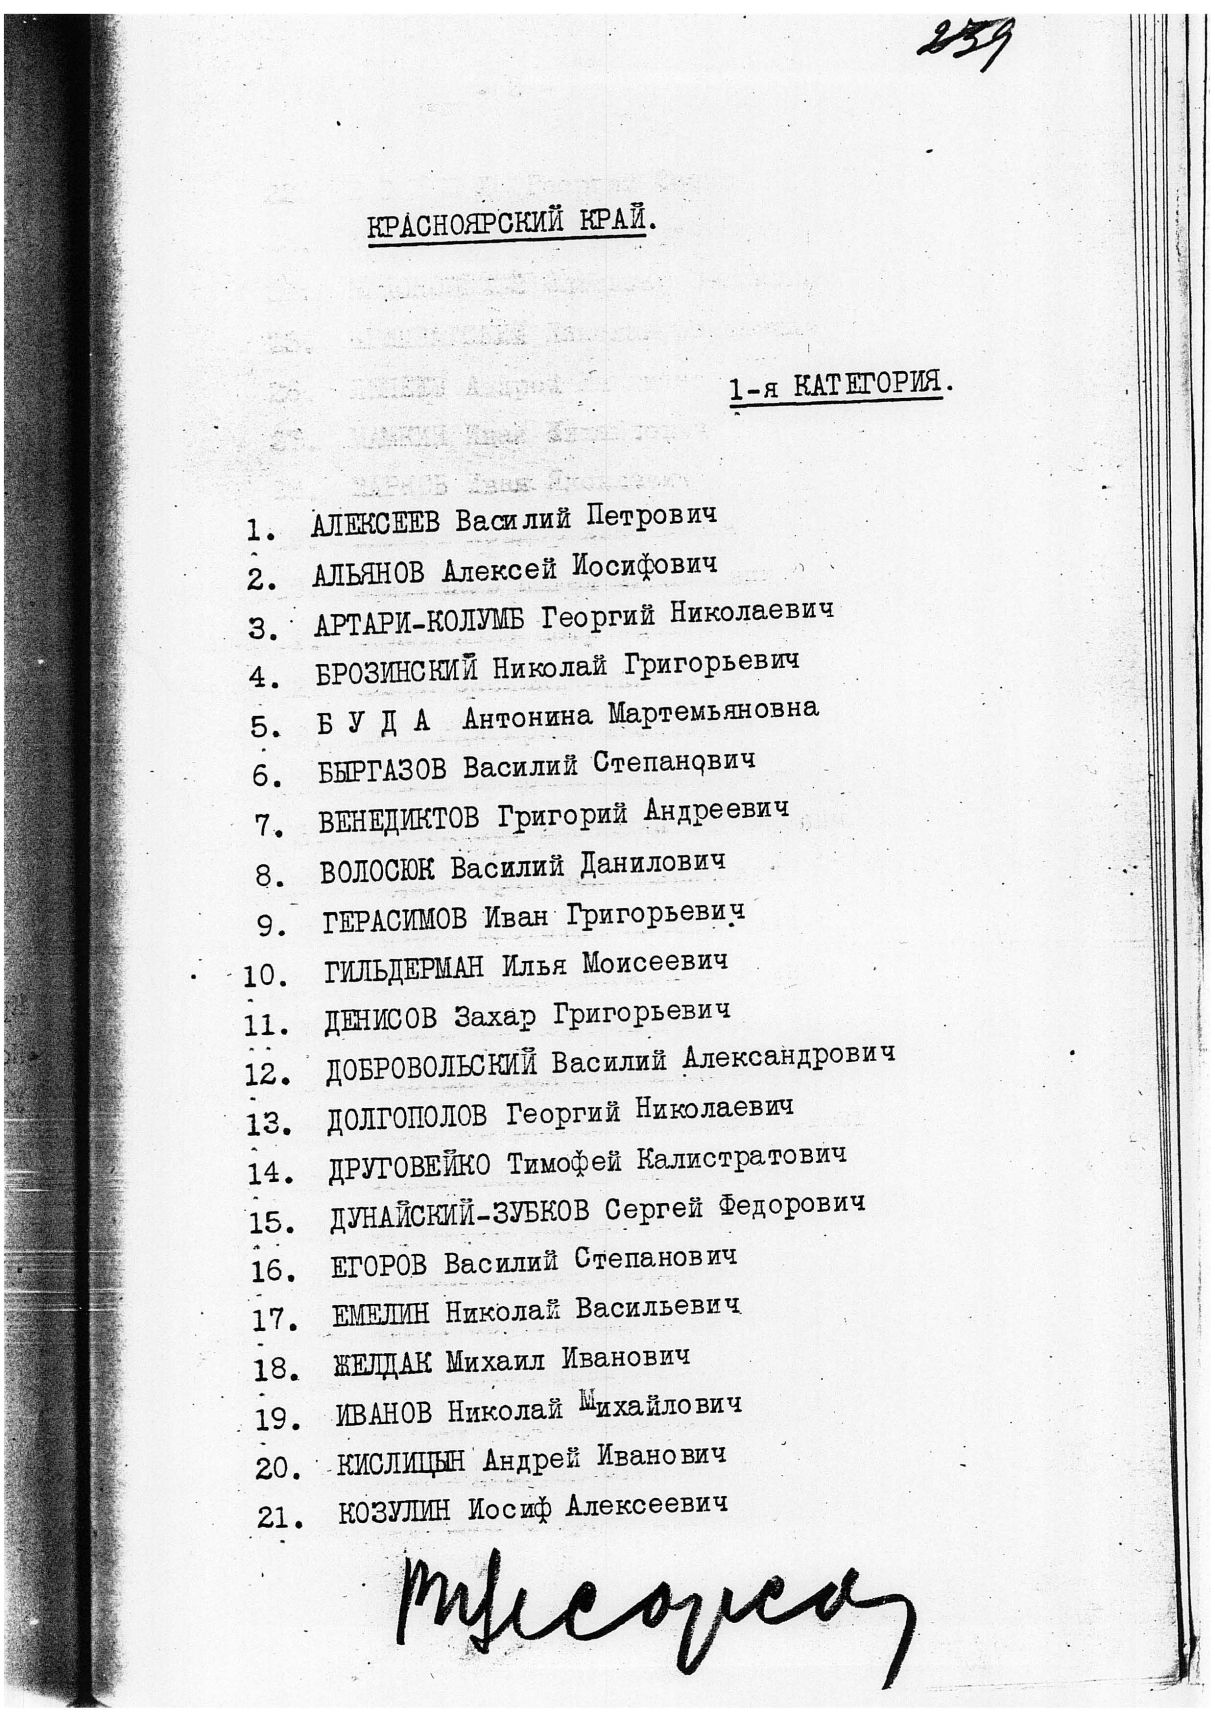 239
КРАСНОЯРСКИЙ КРАЙ.
1-я КАТЕГОРИЯ.
1. АЛЕКСЕЕВ Василий Петрович
2. АЛЬЯНОВ Алексей Иосифович
3. АРТАРИ-КОЛУМБ Георгий Николаевич
4. БРОЗИНСКИЙ Николай Григорьевич
5. Б У Д А Антонина Мартемьяновна
6. БЫРГАЗОВ Василий Степанович
7. ВЕНЕДИКТОВ Григорий Андреевич
8. ВОЛОСЮК Василий Данилович
9. ГЕРАСИМОВ Иван Григорьевич
10. ГИЛЬДЕРМАН Илья Моисеевич
11. ДЕНИСОВ Захар Григорьевич
12. ДОБРОВОЛЬСКИЙ Василий Александрович
13. ДОЛГОПОЛОВ Георгий Николаевич
14. ДРУГОВЕЙКО Тимофей Калистратович
15. ДУНАЙСКИЙ-ЗУБКОВ Сергей Федорович
16. ЕГОРОВ Василий Степанович
17. ЕМЕЛИН Николай Васильевич
18. ЖЕЛДАК Михаил Иванович
19. ИВАНОВ Николай Михайлович
20. КИСЛИЦЫН Андрей Иванович
21. КОЗУЛИН Иосиф Алексеевич